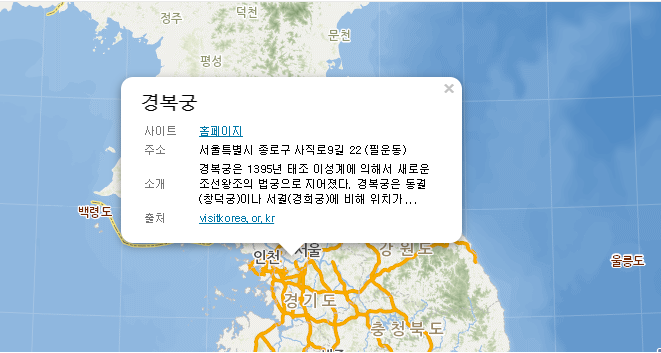 정주
덕천
문천
평성
경복궁
사이트 홈페이지
주소 서울특별시 종로구 사직로9길 22 (필운동)
소개 경복궁은 1395년 태조 이성계에 의해서 새로운
조선왕조의 법궁으로 지어졌다. 경복궁은 동궐
(창덕궁)이나 서궐(경희궁)에 비해 위치가...
출처 visitkorea.or.kr
백령도
인천
서울
강원도
울릉도
경기도
충청북도